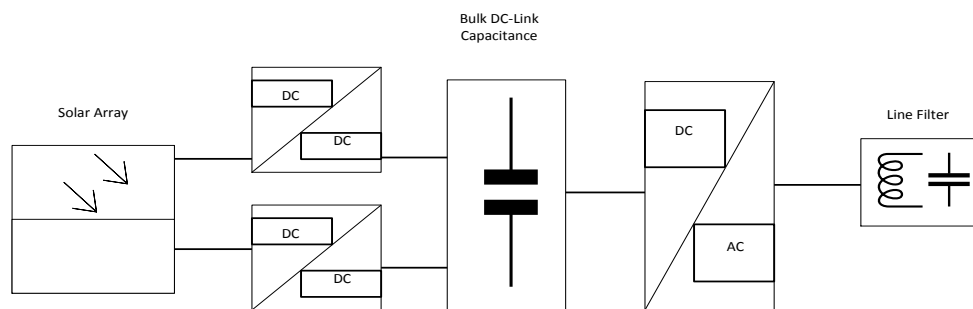 Bulk DC-Link
Capacitance
Solar Array
DC
DC
DC
DC
DC
AC
Line Filter